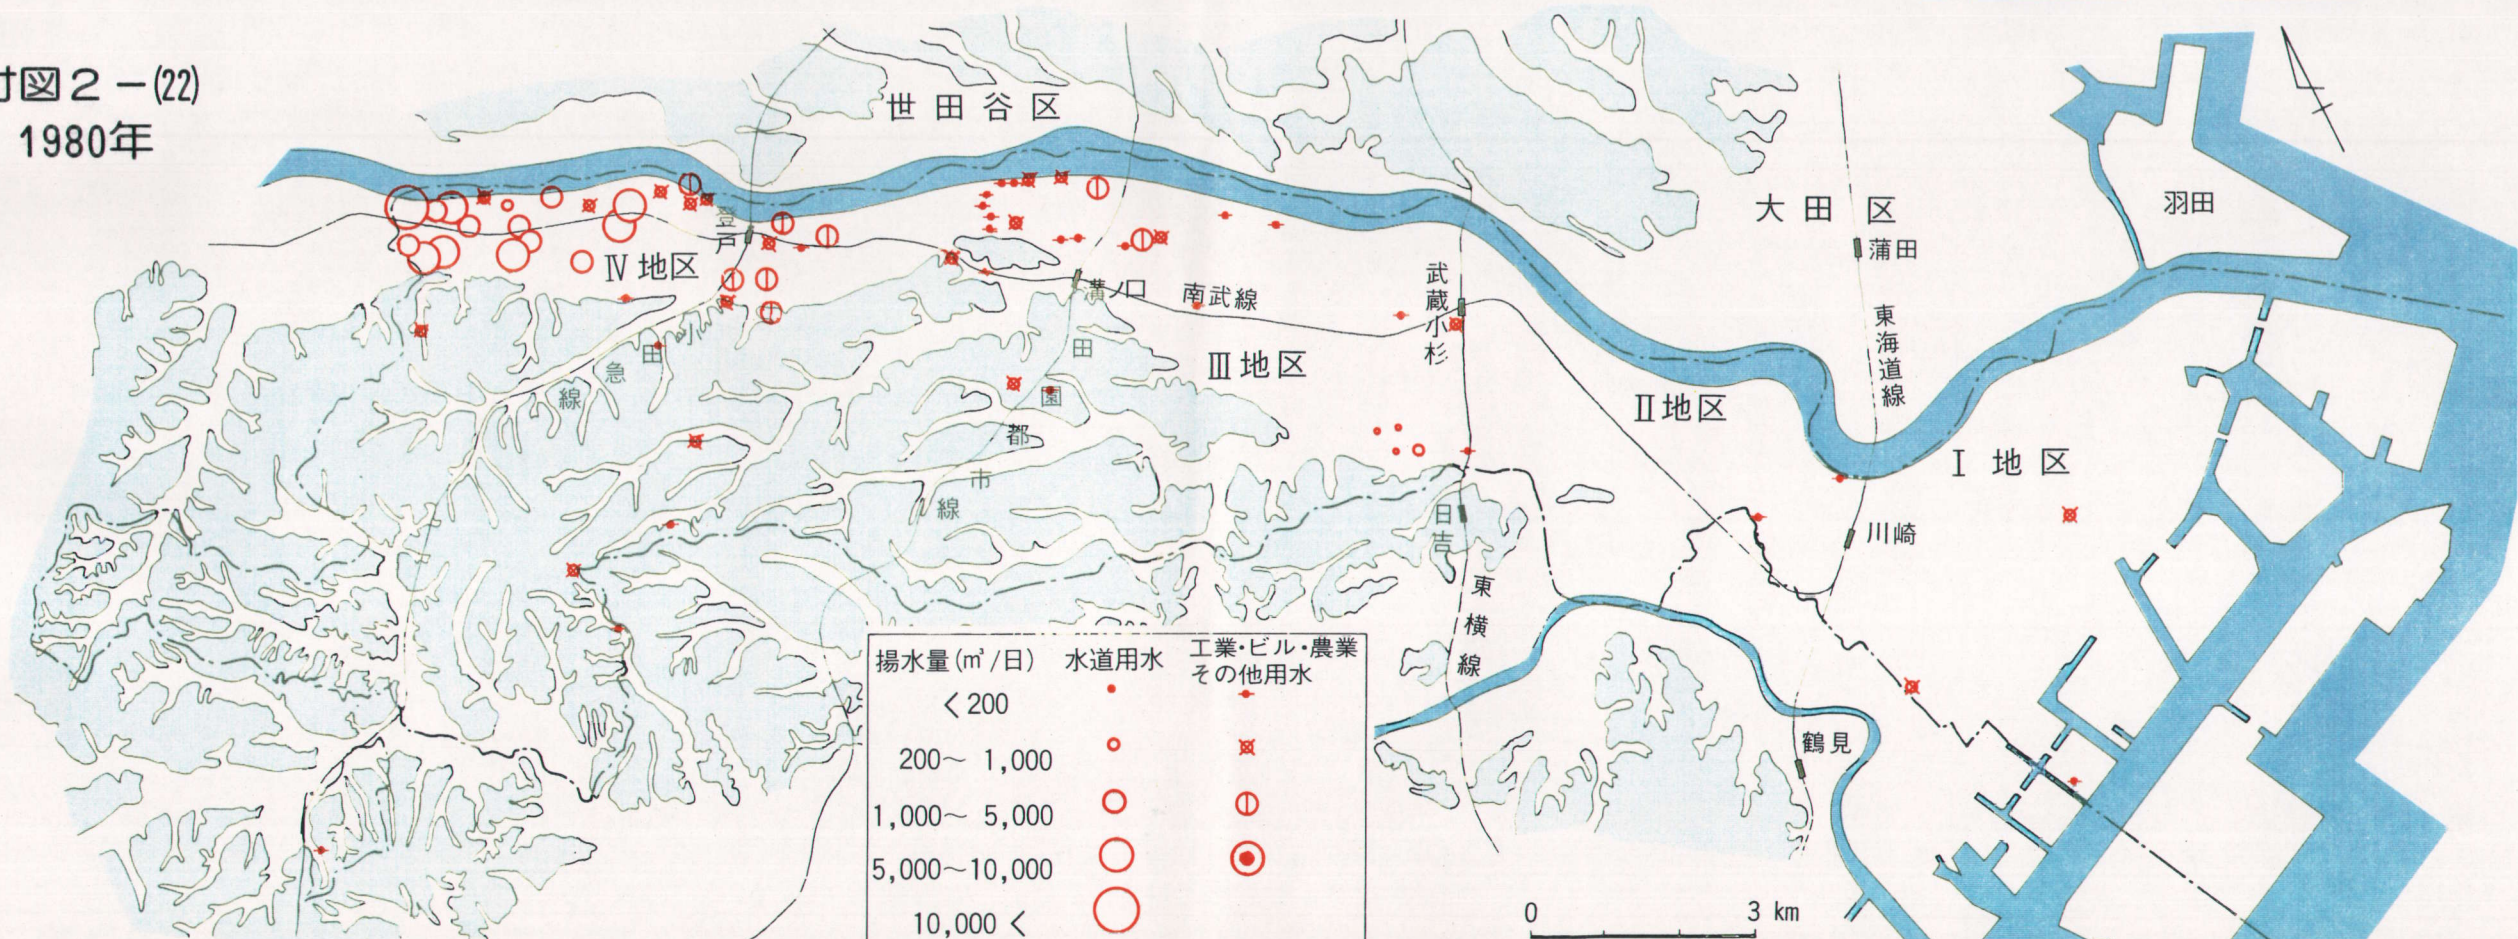 付図2-(22)
1980年
世田谷区
大田区
羽田
蒲田
東海道線
登戸
Ⅳ地区
溝ノ口
南武線
武蔵小杉
Ⅲ地区
Ⅱ地区
Ⅰ地区
小田急線
田園都市線
日吉
川崎
東横線
鶴見
揚水量(㎥/日) 水道用水 工業・ビル・農業
その他用水
<200
200~ 1,000
1,000~ 5,000
5,000~10,000
10,000<
0 3 km